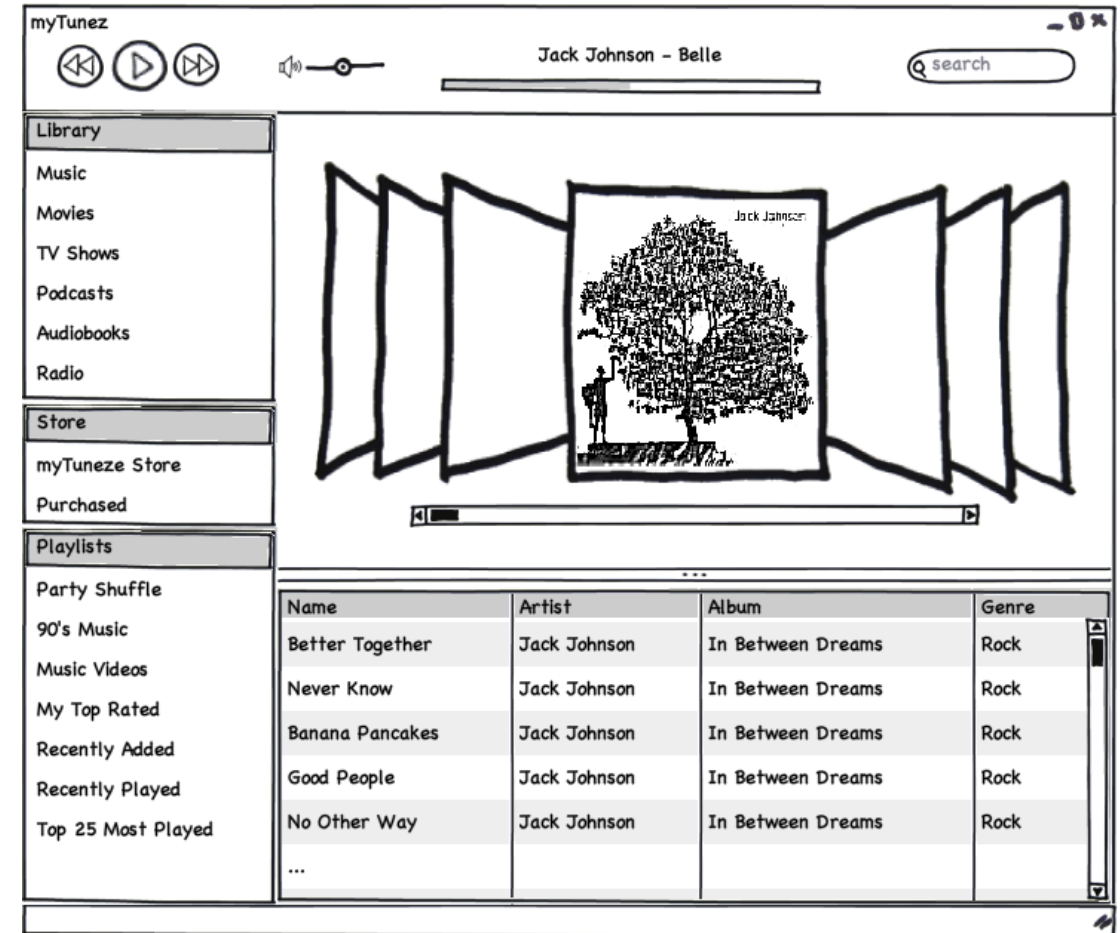 myTunez
Jack Johnson - Belle
search
Library
Music
Movies
TV Shows
Podcasts
Audiobooks
Radio
Store
myTuneze Store
Purchased
Playlists
Party Shuffle
90's Music
Music Videos
My Top Rated
Recently Added
Recently Played
Top 25 Most Played
Jack Johnson
Name Artist Album Genre
Better Together Jack Johnson In Between Dreams Rock
Never Know Jack Johnson In Between Dreams Rock
Banana Pancakes Jack Johnson In Between Dreams Rock
Good People Jack Johnson In Between Dreams Rock
No Other Way Jack Johnson In Between Dreams Rock
...